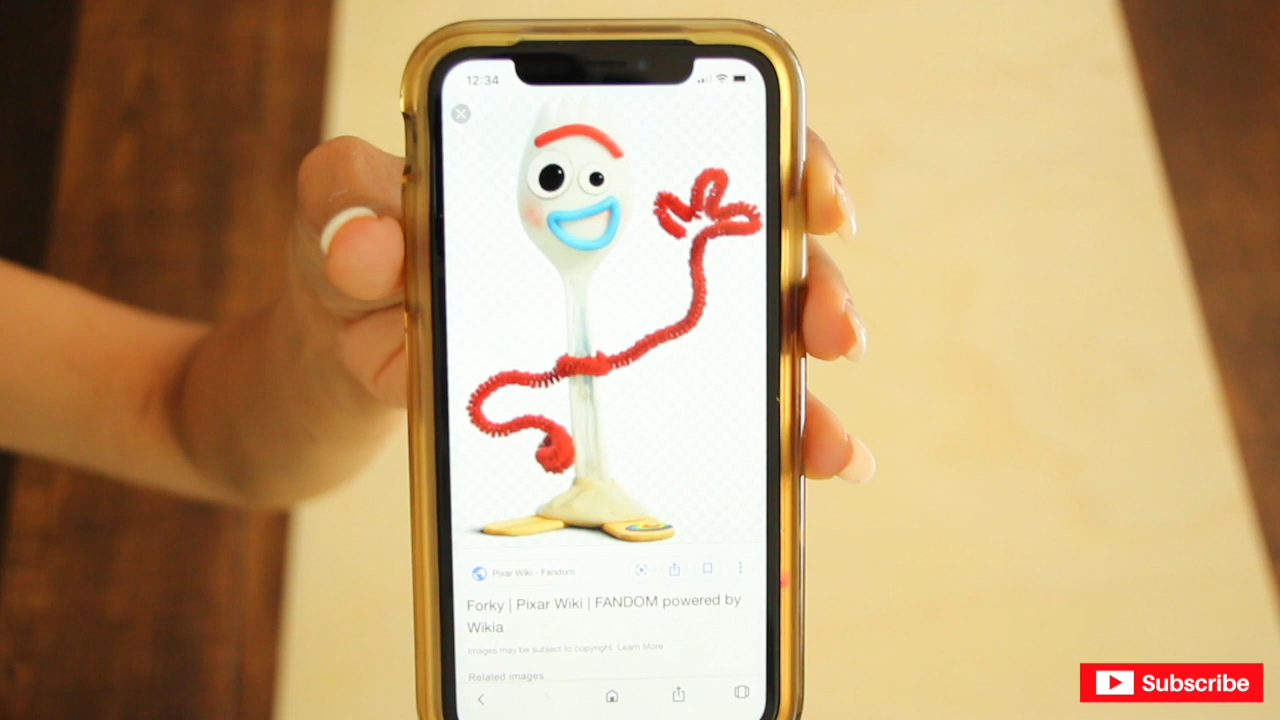 12:34
Pixar Wiki - Fandom
Forky | Pixar Wiki | FANDOM powered by
Wikia
Images may be subject to copyright. Learn More
Related images
Subscribe